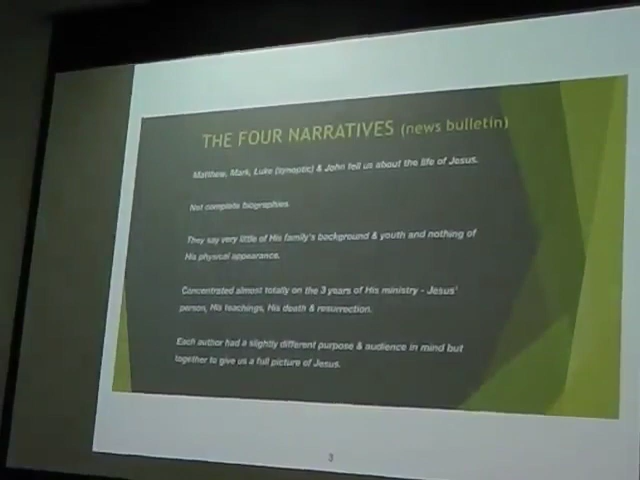 THE FOUR NARRATIVES (news bulletin)
Matthew, Mark, Luke (synoptic) & John tell us about the life of Jesus.
Not complete biographies.
They say very little of His family's background & youth and nothing of
His physical appearance.
Concentrated almost totally on the 3 years of His ministry - Jesus'
person, His teachings, His death & resurrection.
Each author had a slightly different purpose & audience in mind but
together to give us a full picture of Jesus.
3